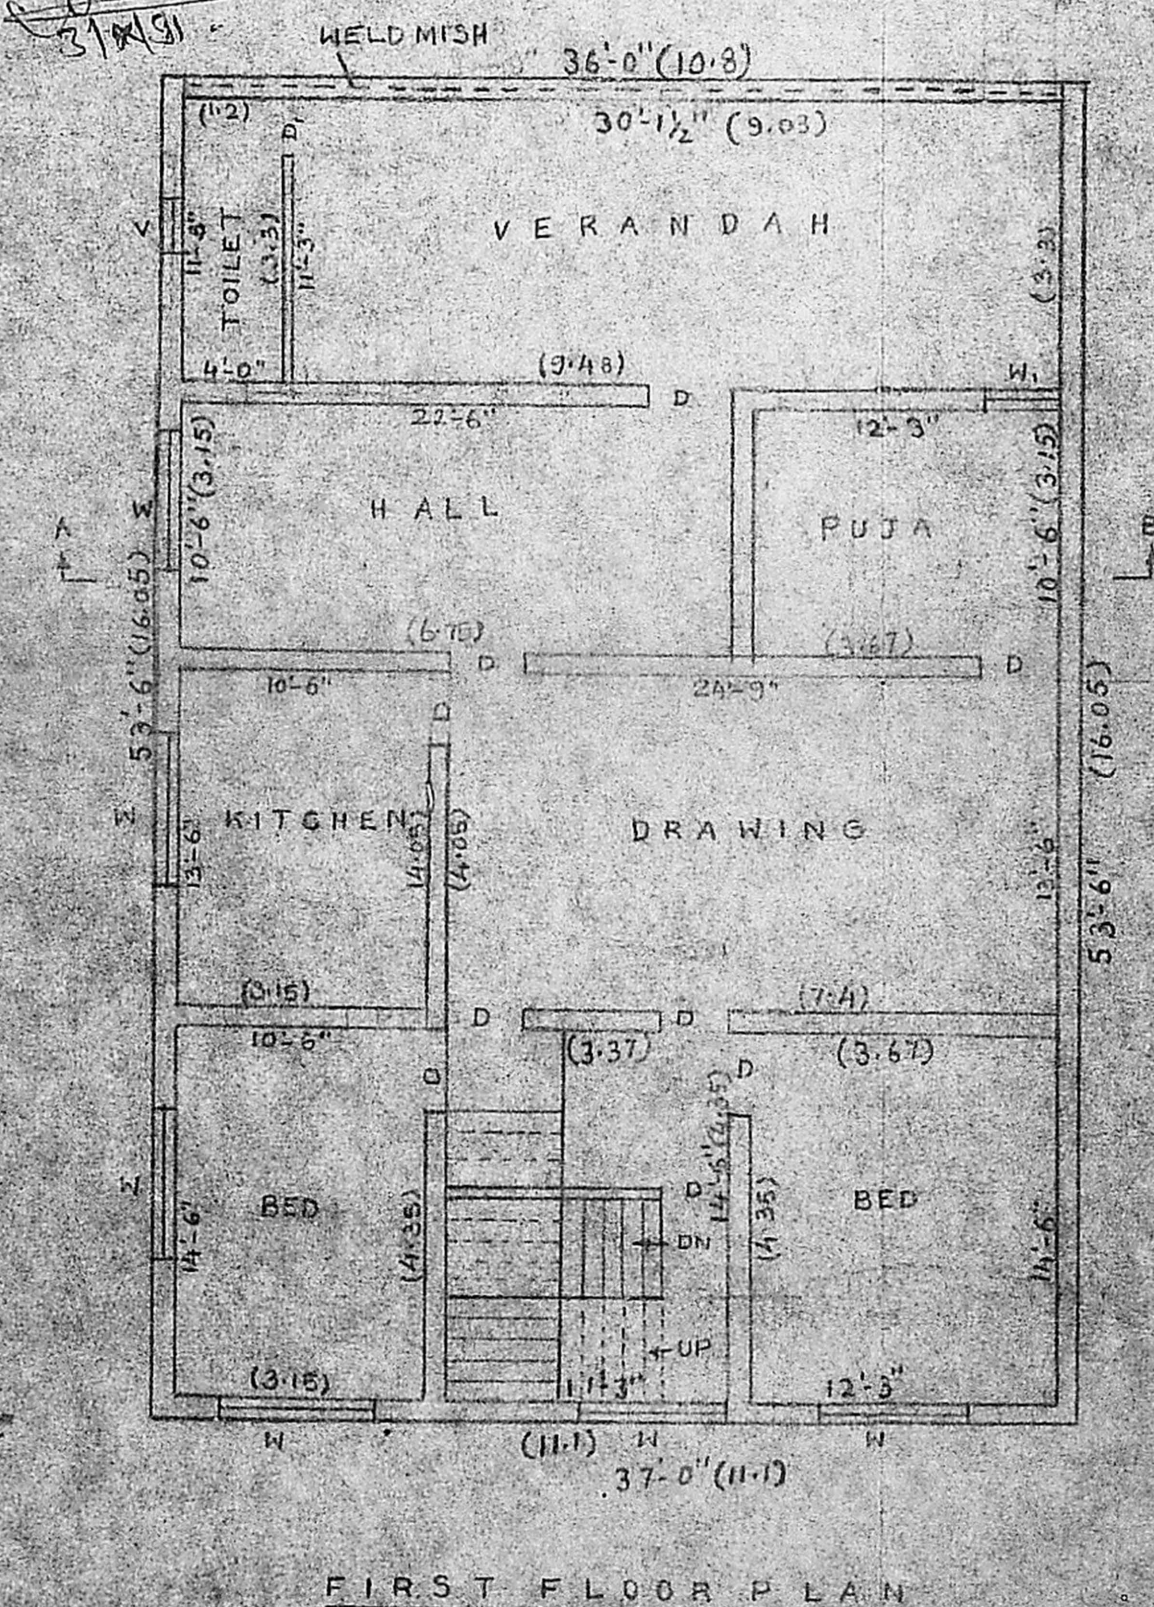 WELD MISH
36'-0"(10.8)
(1.2)
D1
30'-1½" (9.03)
V
11'-3"
TOILET
(3.3)
11'-3"
VERANDAH
(3.3)
4'-0"
(9.48)
D
W1
22'-6"
12'-3"
W
10'-6"(3.15)
HALL
PUJA
10'-6"(3.15)
A
B
53'-6"(16.05)
D
(3.67)
D
10'-6"
24'-9"
D
(16.05)
W
13'-6"
KITCHEN
(4.05)
DRAWING
13'-6"
53'-6"
(3.15)
D
D
(7.4)
10'-6"
(3.37)
(3.67)
D
D
14'-6"(4.35)
W
14'-6"
BED
(4.35)
D
DN
(4.35)
BED
14'-6"
UP
(3.15)
11'-3"
12'-3"
W
(11.1)
W
W
37'-0"(11.1)
FIRST FLOOR PLAN